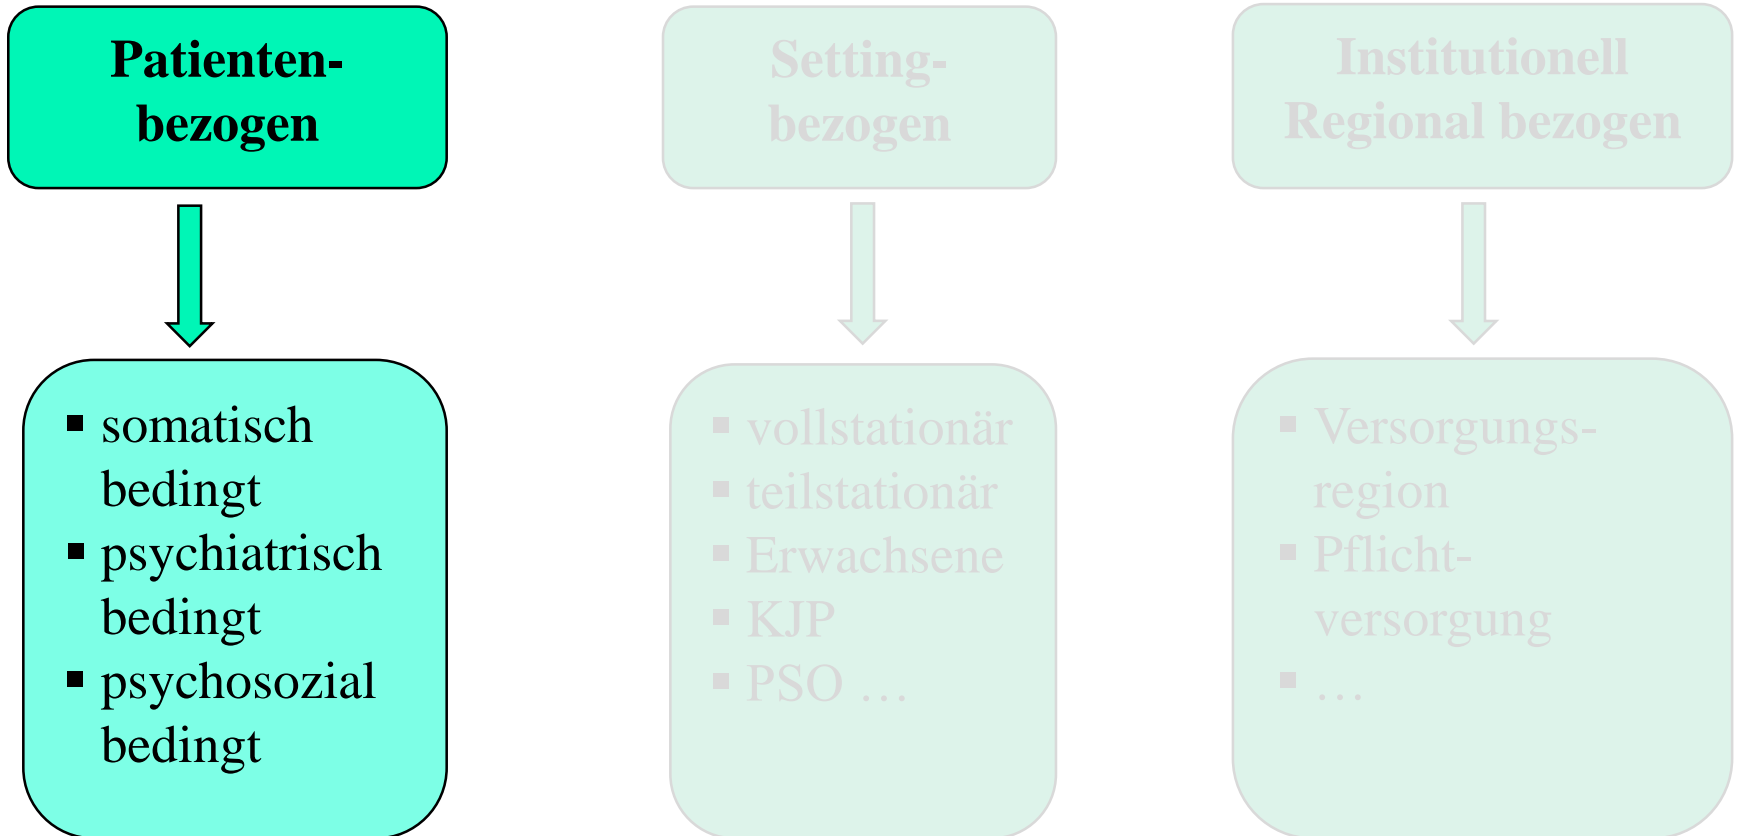 Patienten-
bezogen
somatisch
bedingt
psychiatrisch
bedingt
psychosozial
bedingt
Setting-
bezogen
vollstationär
teilstationär
Erwachsene
KJP
PSO …
Institutionell
Regional bezogen
Versorgungs-
region
Pflicht-
versorgung
…